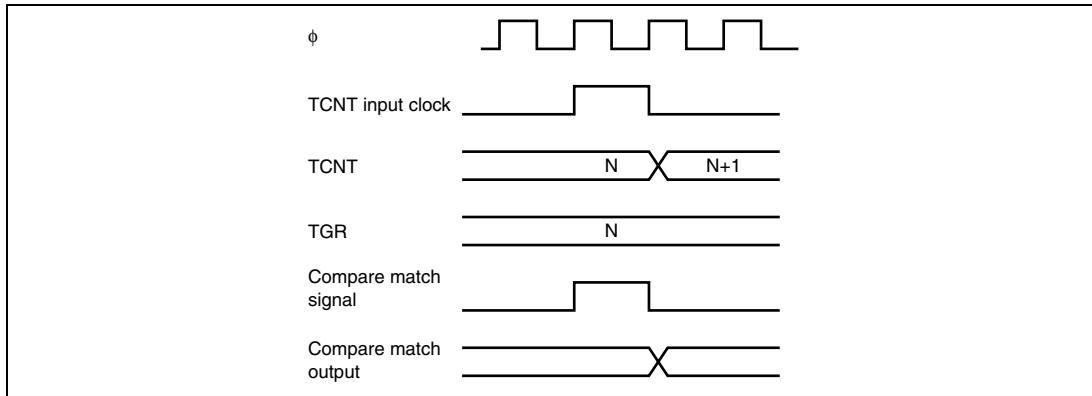 ϕ
TCNT input clock
TCNT
N
N+1
TGR
N
Compare match
signal
Compare match
output